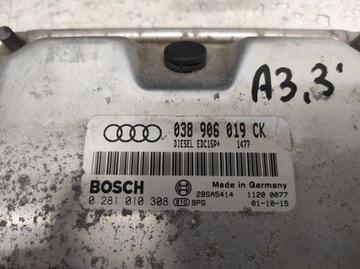 A3,3'
038 906 019 CK
DIESEL EDC15P+ 1477
BOSCH
Made in Germany
28SA5414 1120 0077
0 281 010 308 BPG 01-10-15